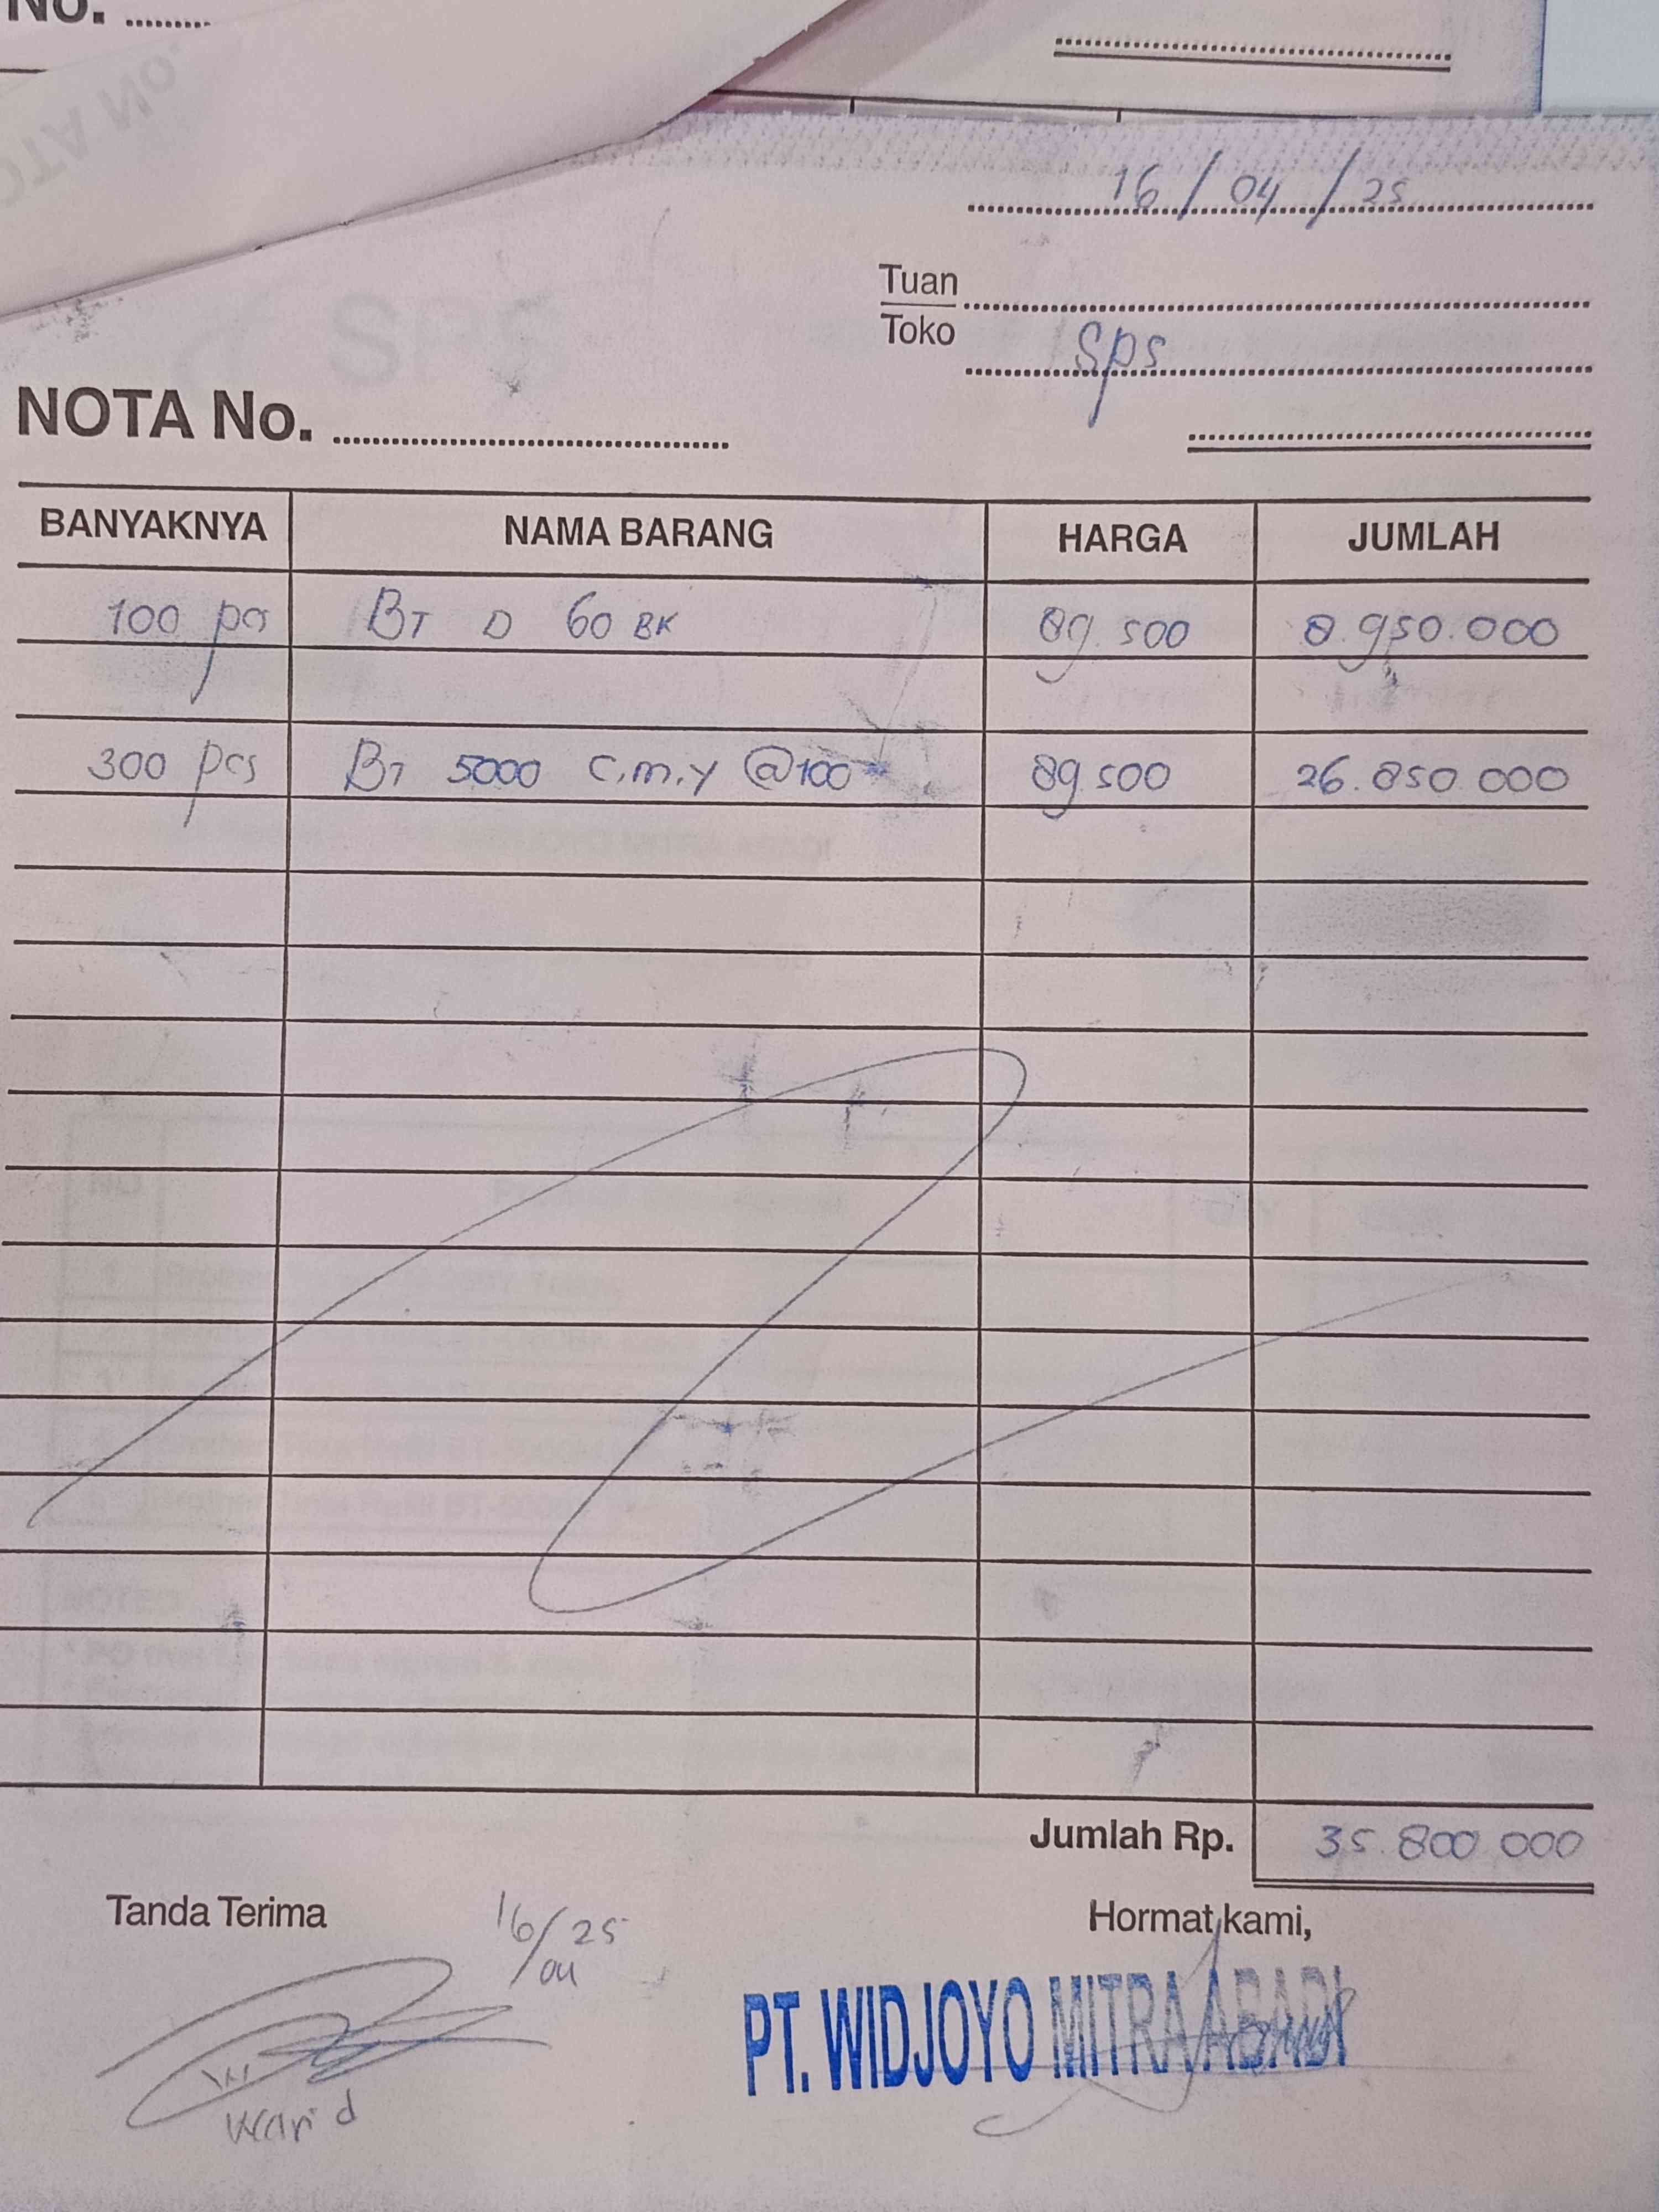 No. ..........
16 / 04 / 25
Tuan
Toko
Sps
SPS
NOTA No. ..........
BANYAKNYA NAMA BARANG HARGA JUMLAH
100 pcs BT D 60 BK 89.500 8.950.000
300 pcs BT 5000 C.M.Y @100 89.500 26.850.000
Jumlah Rp. 35.800.000
Tanda Terima 16/04/25 Hormat kami,
PT. WIDJOYO MITRA ABADI
Warid